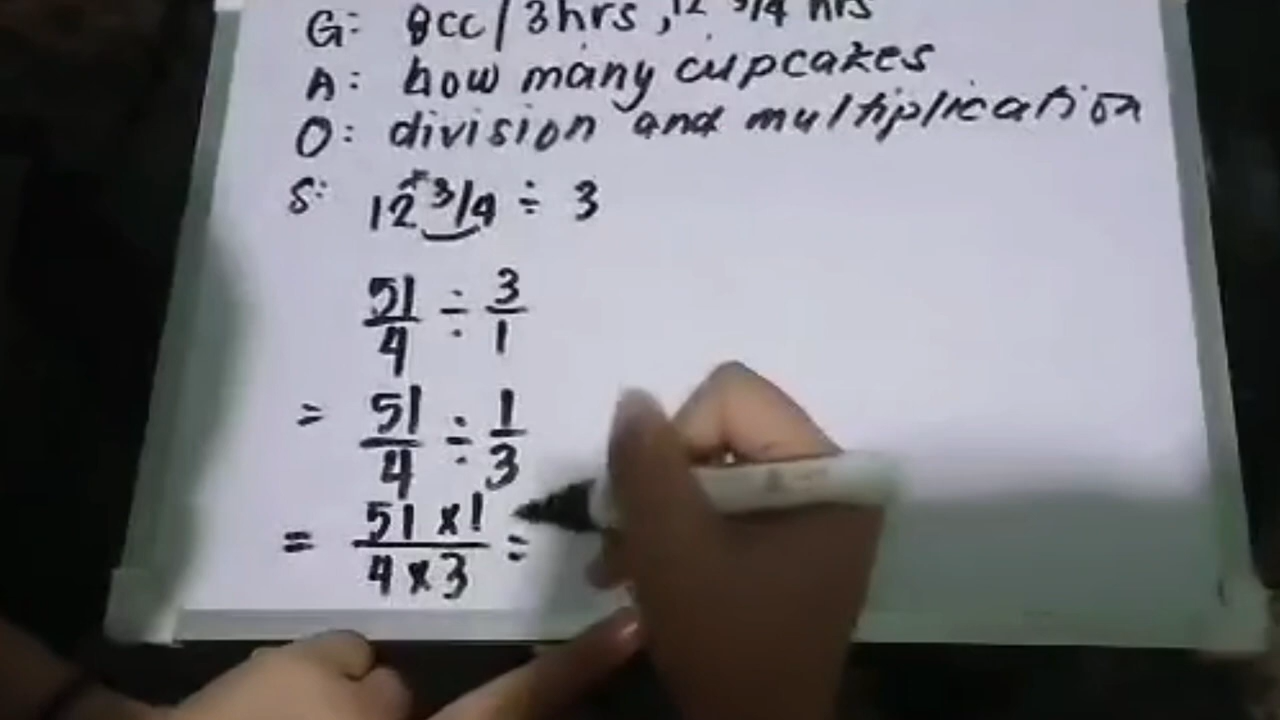 G: 8cc/3hrs, 12 3/4 hrs
A: how many cupcakes
O: division and multiplication
S: 12 3/4 ÷ 3
51/4 ÷ 3/1
= 51/4 ÷ 1/3
= 51 x 1 / 4 x 3 =